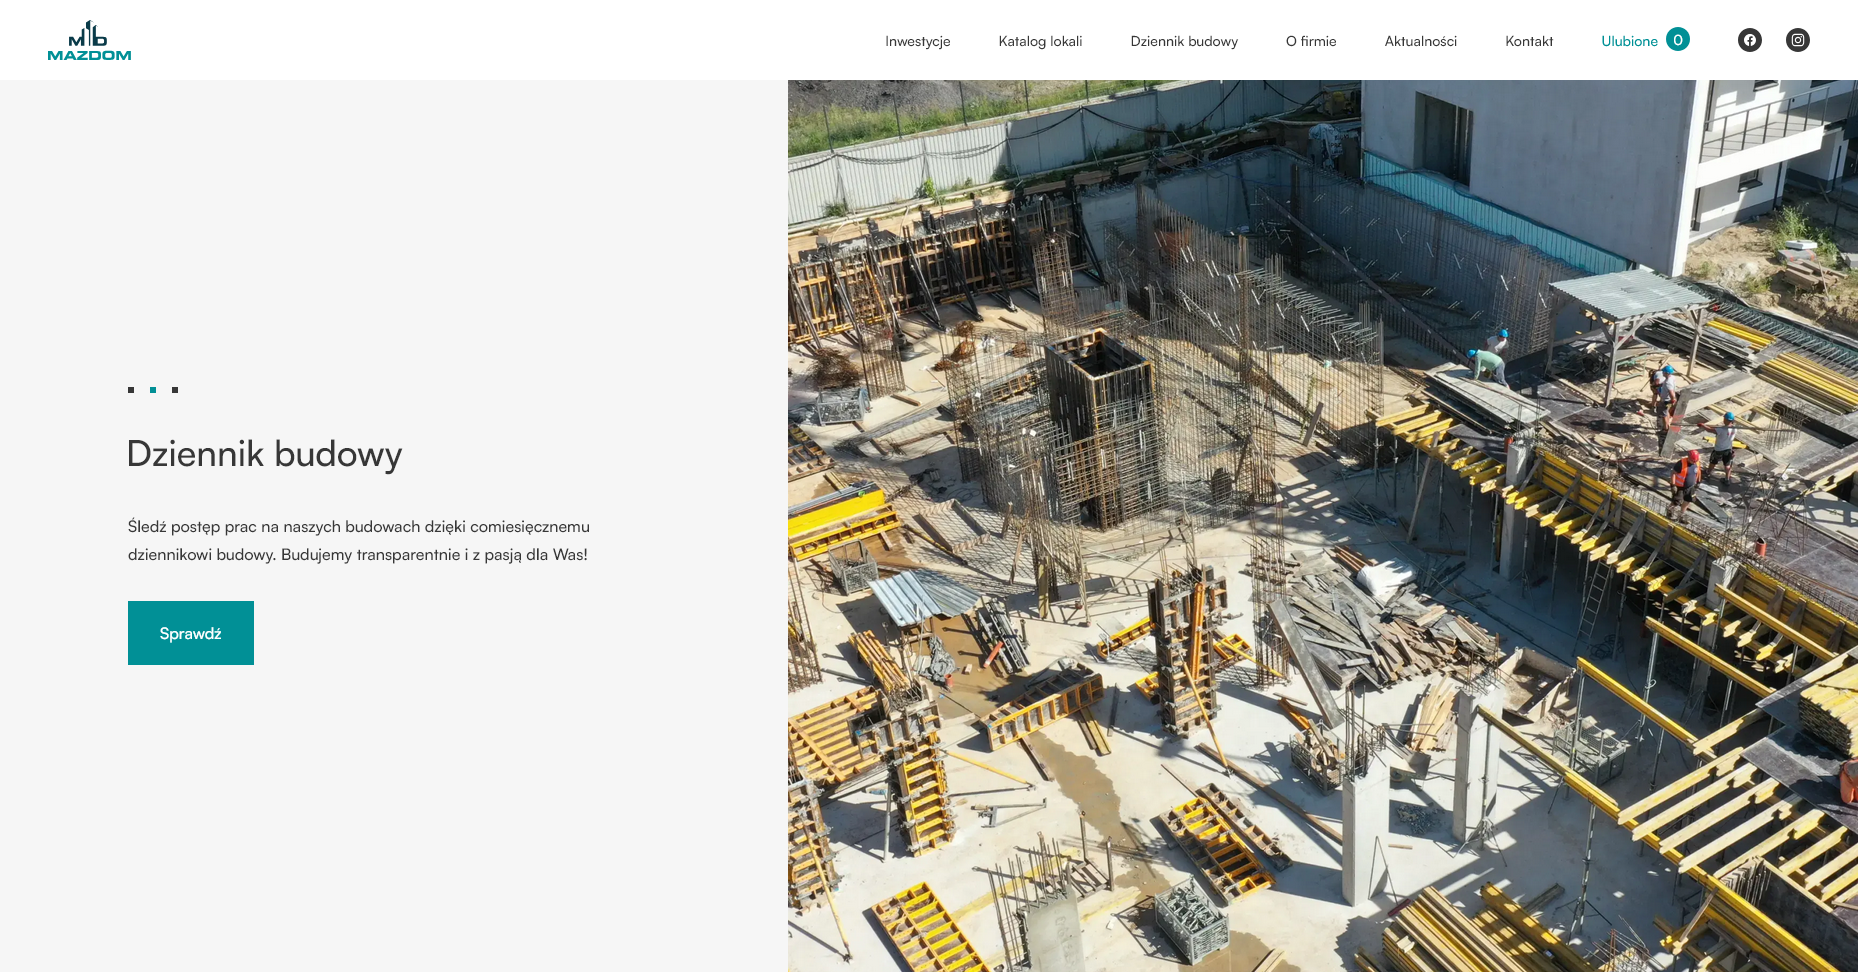 MAZDOM
Inwestycje
Katalog lokali
Dziennik budowy
O firmie
Aktualności
Kontakt
Ulubione 0
Dziennik budowy
Śledź postęp prac na naszych budowach dzięki comiesięcznemu
dziennikowi budowy. Budujemy transparentnie i z pasją dla Was!
Sprawdź